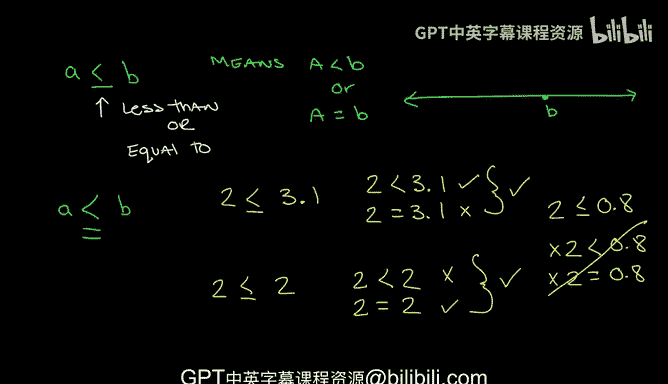 GPT中英字幕课程资源 bilibili
a ≤ b MEANS A < b
or
A = b
↑ Less THAN
OR
EQUAL TO
b
a ≦ b
2 ≤ 3.1
2 < 3.1 ✓
2 = 3.1 × } ✓
2 ≤ 0.8
×2 < 0.8
×2 = 0.8
2 ≤ 2
2 < 2 ×
2 = 2 ✓ } ✓
GPT中英字幕课程资源@bilibili.com